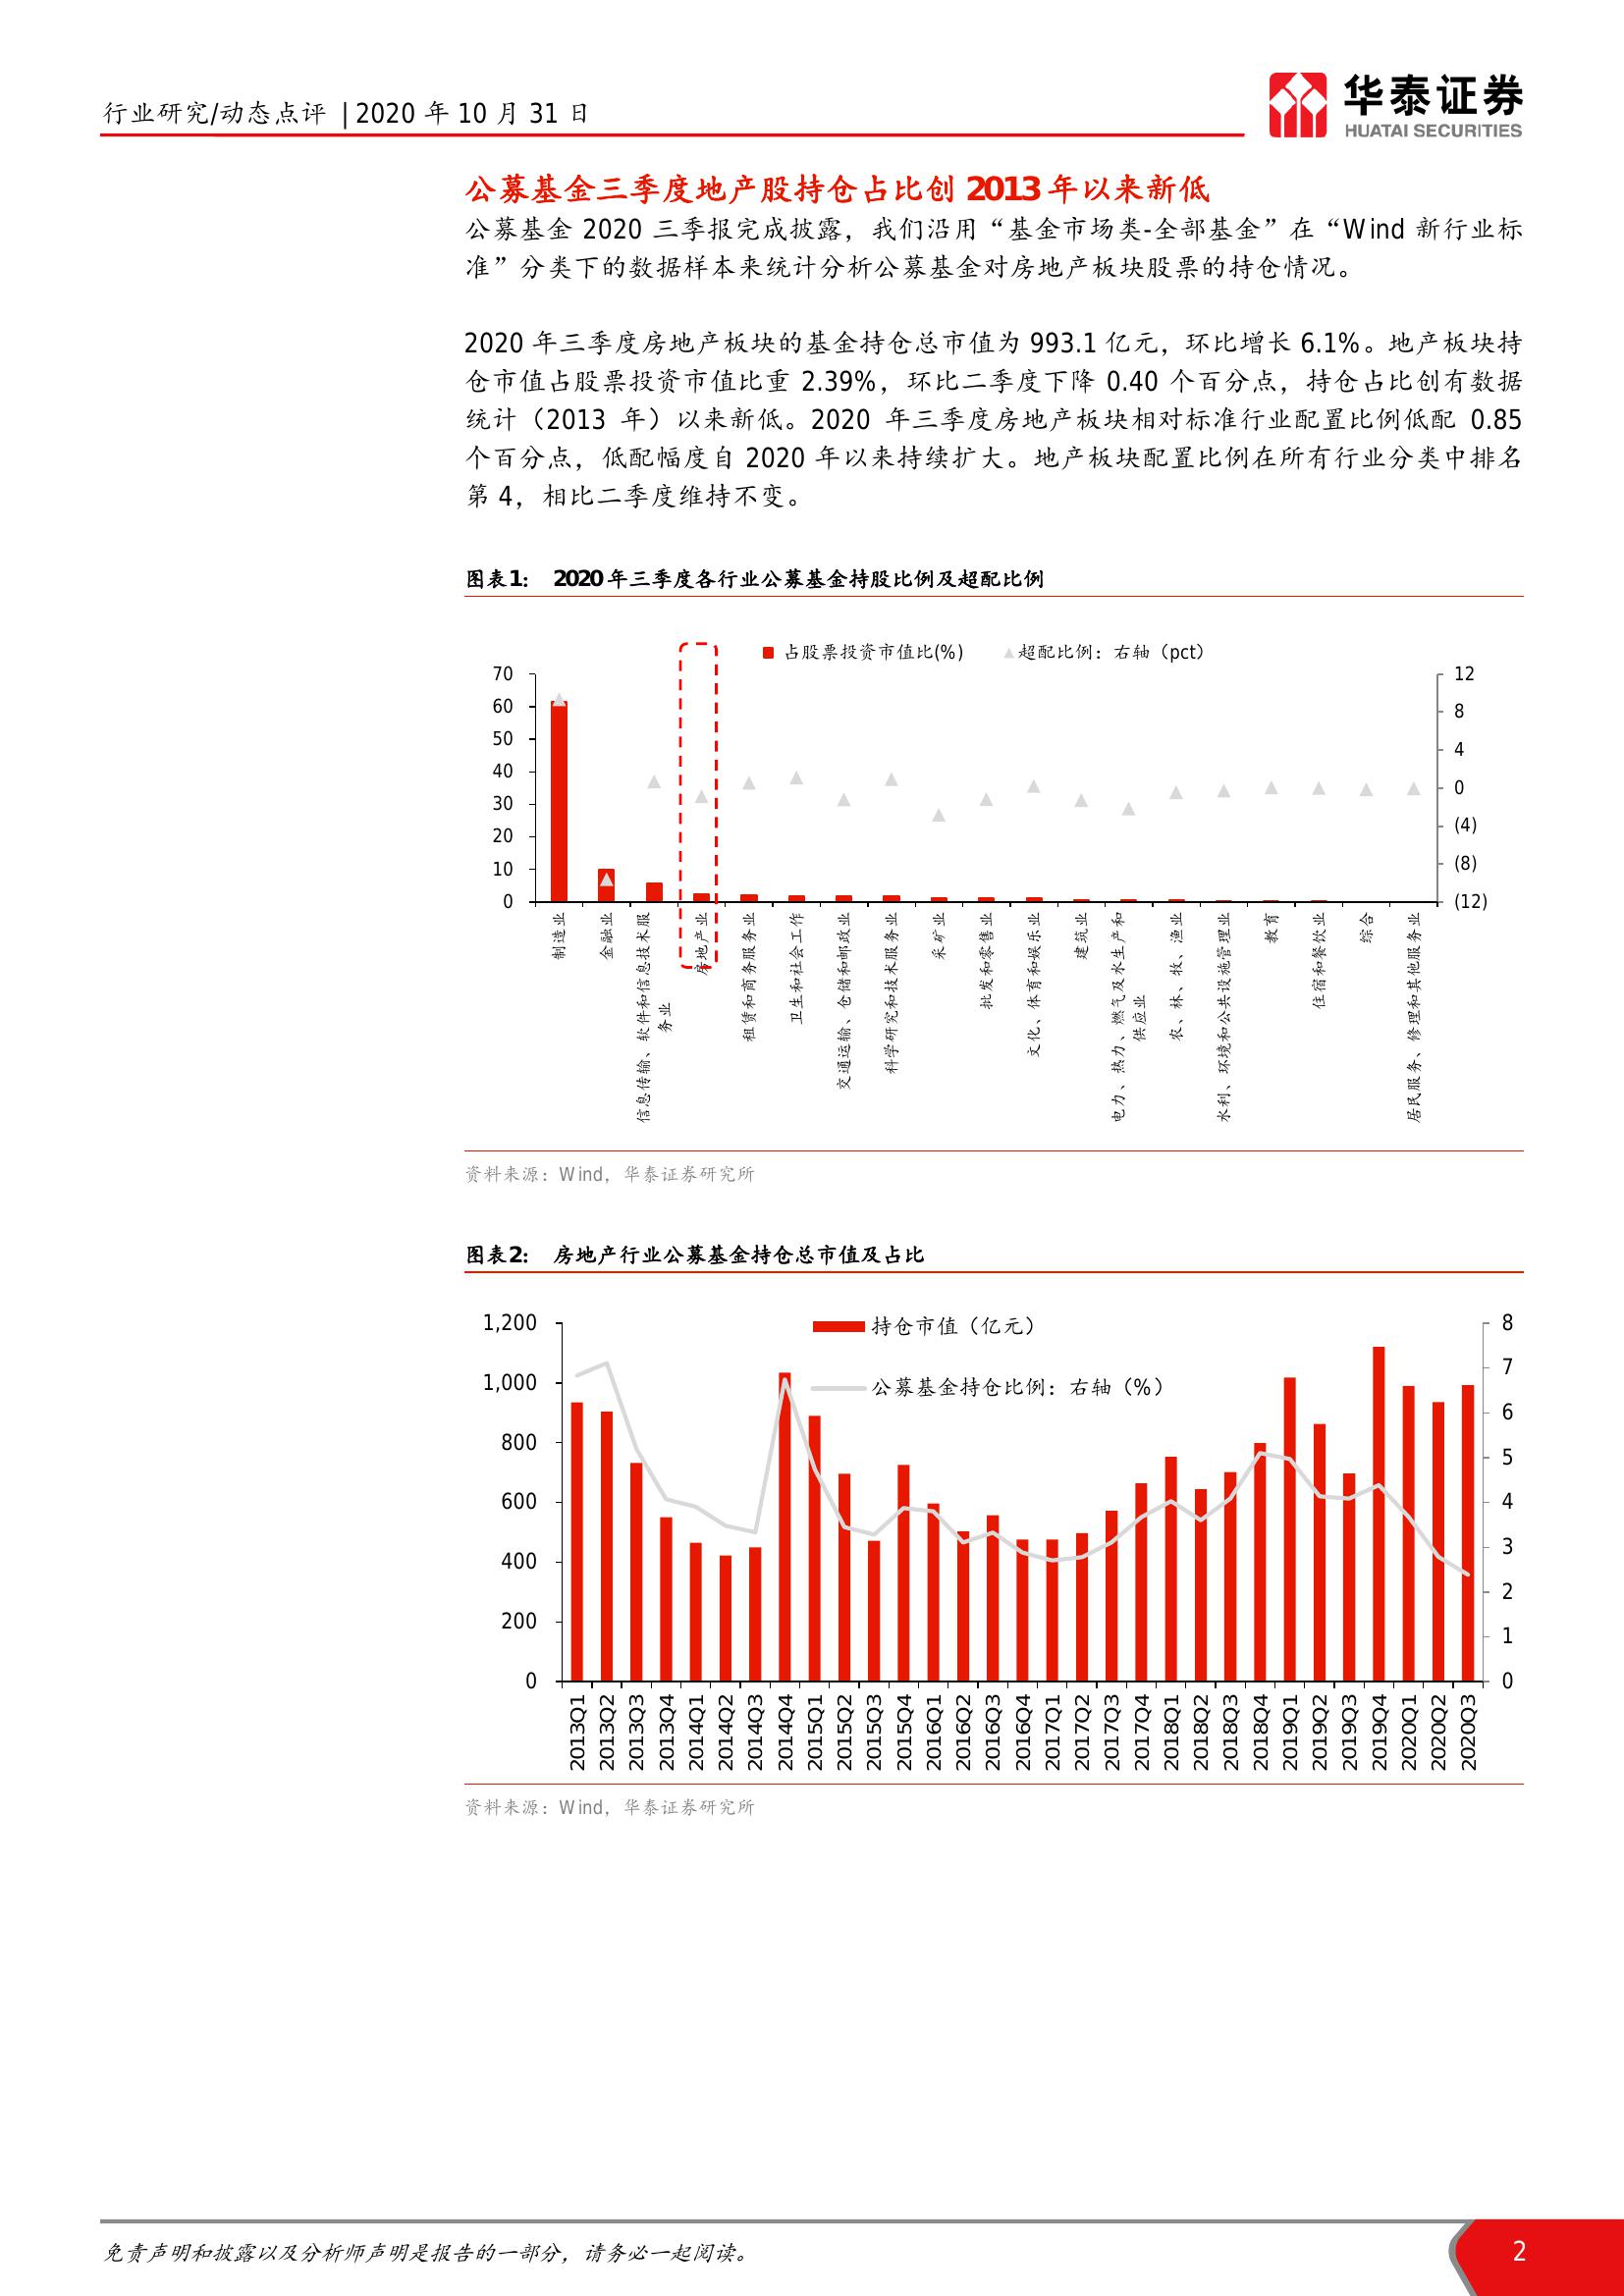 行业研究/动态点评 | 2020 年 10 月 31 日
华泰证券
HUATAI SECURITIES
公募基金三季度地产股持仓占比创 2013 年以来新低
公募基金 2020 三季报完成披露，我们沿用“基金市场类-全部基金”在“Wind 新行业标
准”分类下的数据样本来统计分析公募基金对房地产板块股票的持仓情况。
2020 年三季度房地产板块的基金持仓总市值为 993.1 亿元，环比增长 6.1%。地产板块持
仓市值占股票投资市值比重 2.39%，环比二季度下降 0.40 个百分点，持仓占比创有数据
统计（2013 年）以来新低。2020 年三季度房地产板块相对标准行业配置比例低配 0.85
个百分点，低配幅度自 2020 年以来持续扩大。地产板块配置比例在所有行业分类中排名
第 4，相比二季度维持不变。
图表1： 2020 年三季度各行业公募基金持股比例及超配比例
占股票投资市值比(%) 超配比例：右轴（pct）
70
60
50
40
30
20
10
0
12
8
4
0
(4)
(8)
(12)
制造业
金融业
信息传输、软件和信息技术服
务业
房地产业
租赁和商务服务业
卫生和社会工作
交通运输、仓储和邮政业
科学研究和技术服务业
采矿业
批发和零售业
文化、体育和娱乐业
建筑业
电力、热力、燃气及水生产和
供应业
农、林、牧、渔业
水利、环境和公共设施管理业
教育
住宿和餐饮业
综合
居民服务、修理和其他服务业
资料来源：Wind，华泰证券研究所
图表2： 房地产行业公募基金持仓总市值及占比
持仓市值（亿元）
公募基金持仓比例：右轴（%）
1,200
1,000
800
600
400
200
0
8
7
6
5
4
3
2
1
0
2013Q1
2013Q2
2013Q3
2013Q4
2014Q1
2014Q2
2014Q3
2014Q4
2015Q1
2015Q2
2015Q3
2015Q4
2016Q1
2016Q2
2016Q3
2016Q4
2017Q1
2017Q2
2017Q3
2017Q4
2018Q1
2018Q2
2018Q3
2018Q4
2019Q1
2019Q2
2019Q3
2019Q4
2020Q1
2020Q2
2020Q3
资料来源：Wind，华泰证券研究所
免责声明和披露以及分析师声明是报告的一部分，请务必一起阅读。
2